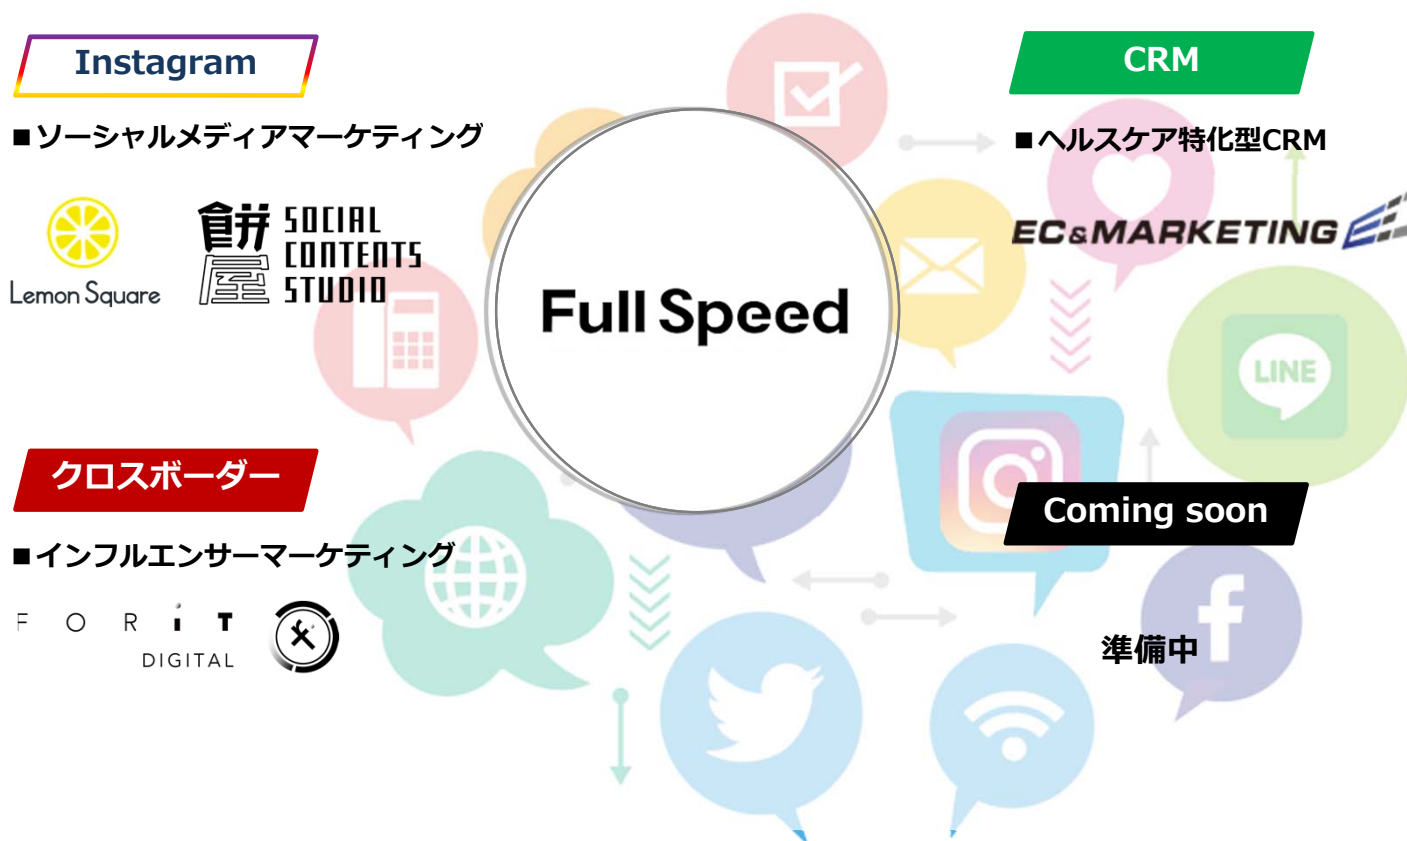 Instagram
■ソーシャルメディアマーケティング
Lemon Square
餅屋
SOCIAL
CONTENTS
STUDIO
Full Speed
CRM
■ヘルスケア特化型CRM
EC&MARKETING
LINE
クロスボーダー
■インフルエンサーマーケティング
FORiT
DIGITAL
Coming soon
準備中